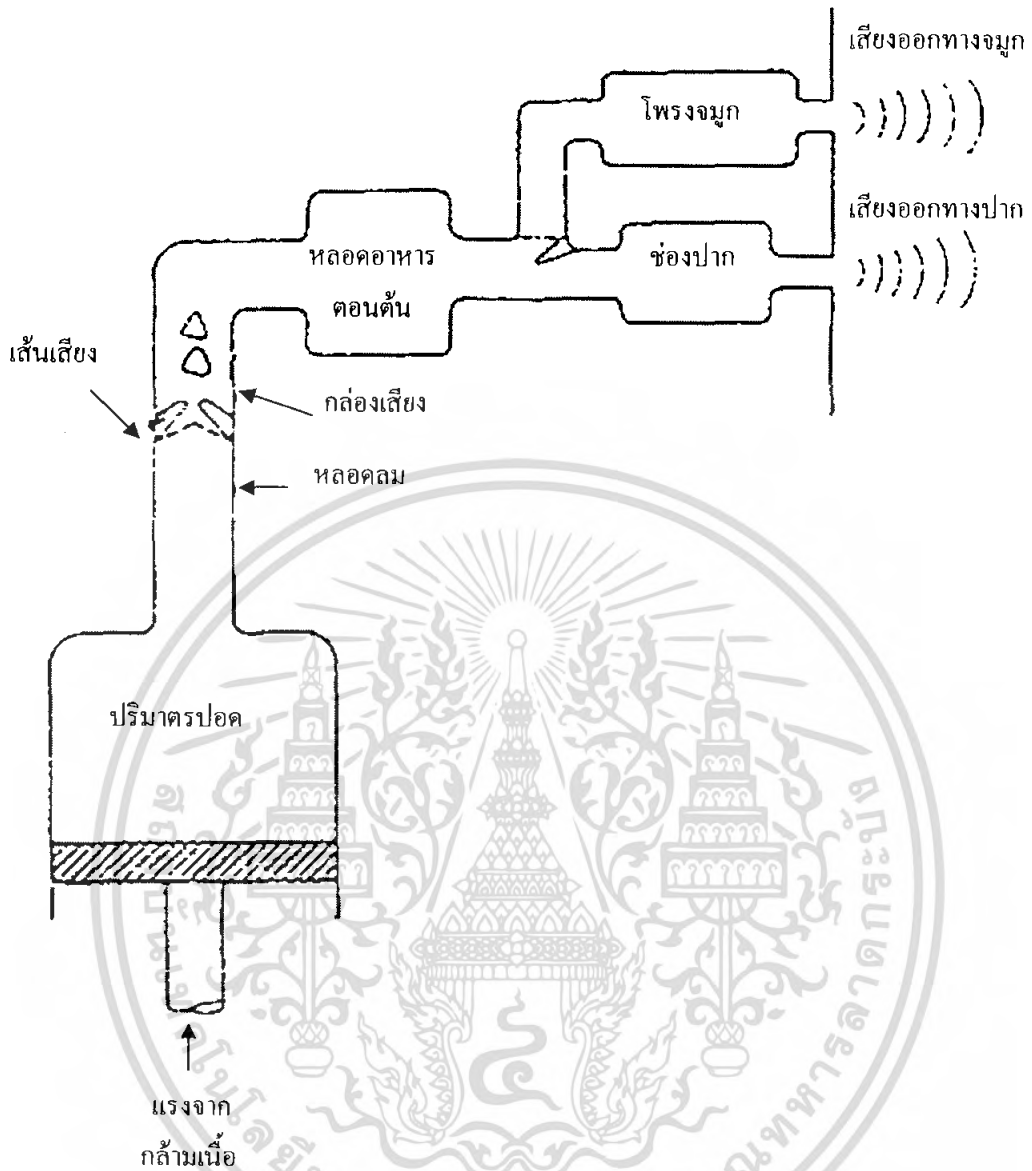 เสียงออกทางจมูก
โพรงจมูก
เสียงออกทางปาก
หลอดอาหาร
ตอนต้น
ช่องปาก
เส้นเสียง
กล่องเสียง
หลอดลม
ปริมาตรปอด
แรงจาก
กล้ามเนื้อ